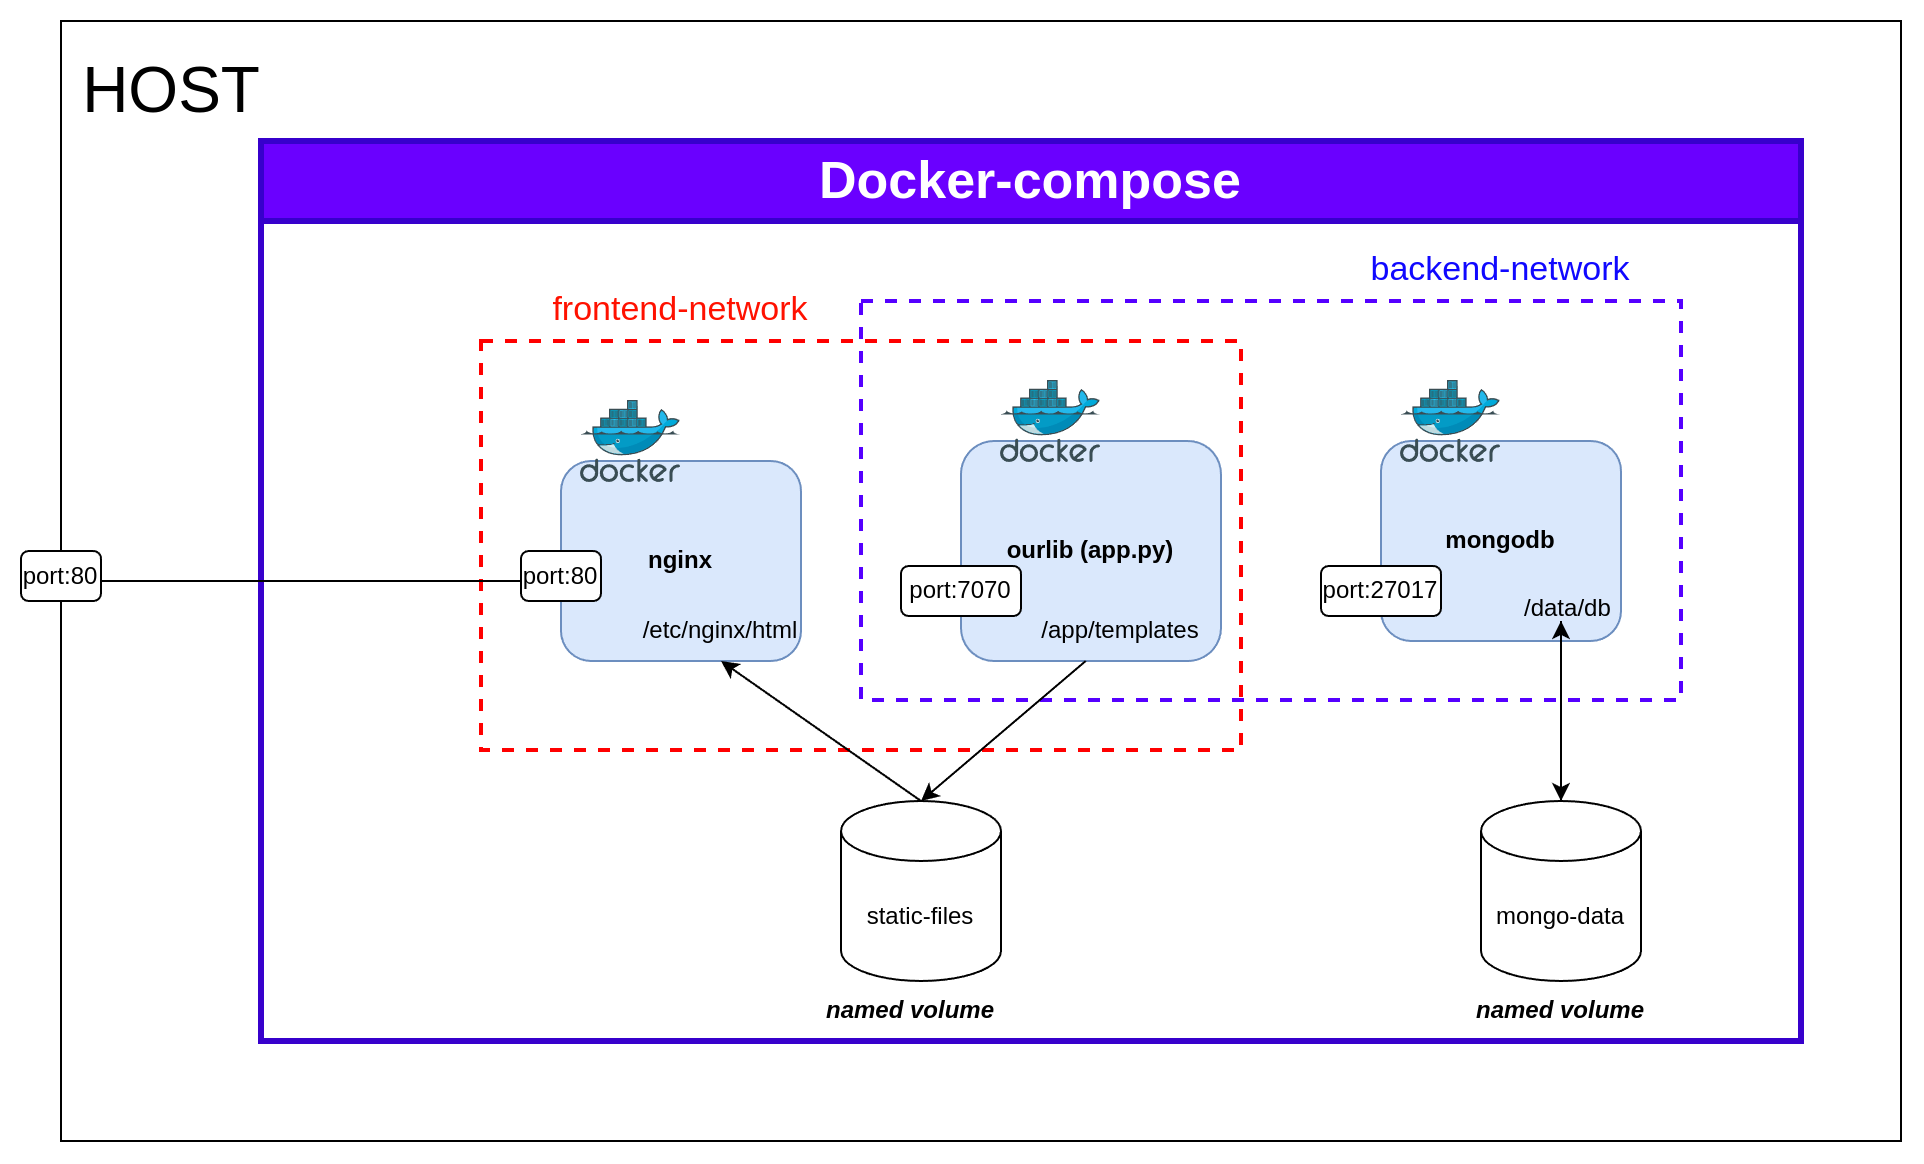 HOST
Docker-compose
backend-network
frontend-network
docker
docker
docker
nginx
ourlib (app.py)
mongodb
port:80
port:80
port:7070
port:27017
/data/db
/etc/nginx/html
/app/templates
static-files
mongo-data
named volume
named volume